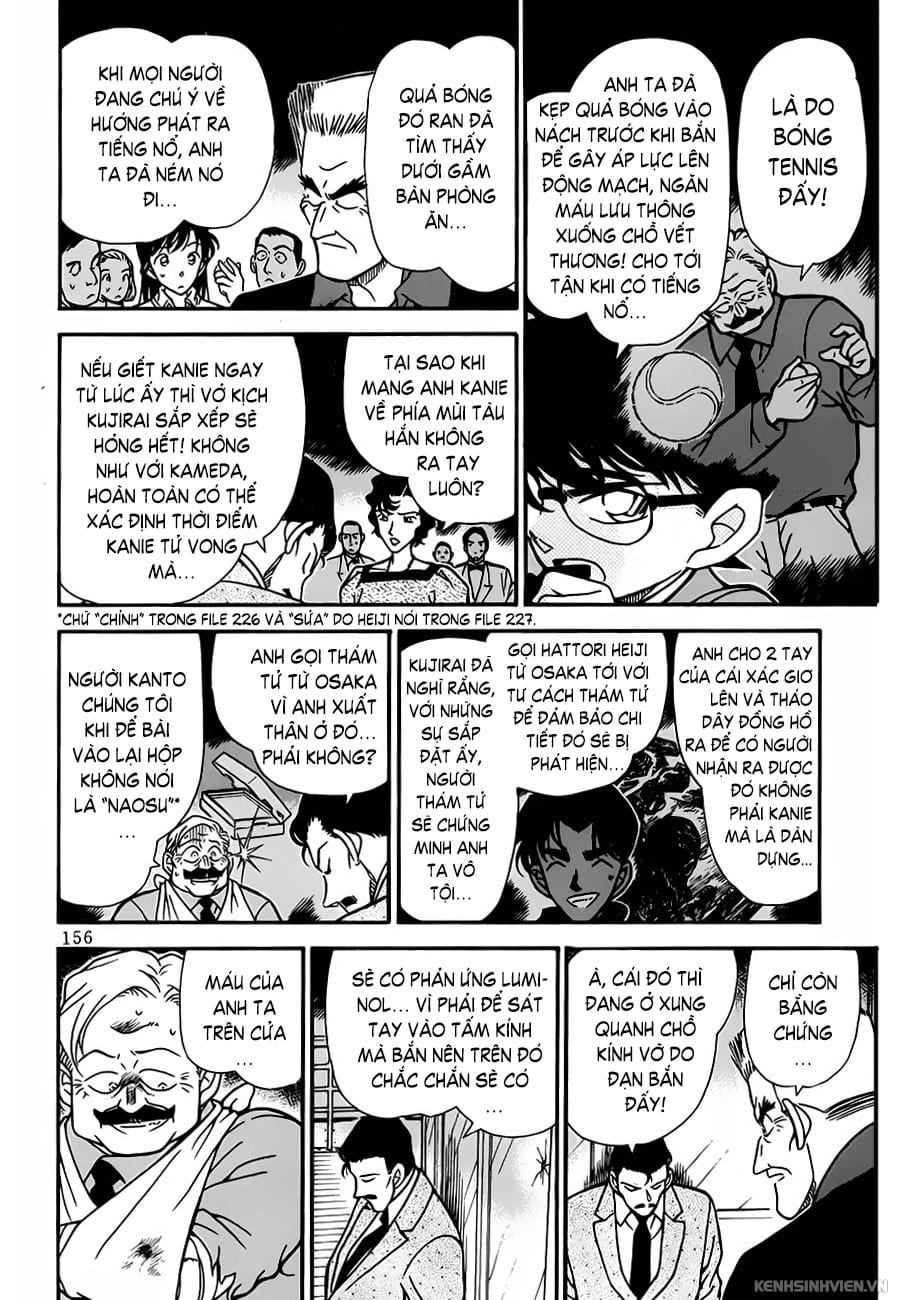 LÀ DO
BÓNG
TENNIS
ĐẤY!
ANH TA ĐÃ
KẸP QUẢ BÓNG VÀO
NÁCH TRƯỚC KHI BẮN
ĐỂ GÂY ÁP LỰC LÊN
ĐỘNG MẠCH, NGĂN
MÁU LƯU THÔNG
XUỐNG CHỖ VẾT
THƯƠNG! CHO TỚI
TẬN KHI CÓ TIẾNG
NỔ...
QUẢ BÓNG
ĐÓ RAN ĐÃ
TÌM THẤY
DƯỚI GẦM
BÀN PHÒNG
ĂN...
KHI MỌI NGƯỜI
ĐANG CHÚ Ý VỀ
HƯỚNG PHÁT RA
TIẾNG NỔ, ANH
TA ĐÃ NÉM NÓ
ĐI...
TẠI SAO KHI
MANG ANH KANIE
VỀ PHÍA MŨI TÀU
HẮN KHÔNG
RA TAY
LUÔN?
NẾU GIẾT KANIE NGAY
TỪ LÚC ẤY THÌ VỞ KỊCH
KUJIRAI SẮP XẾP SẼ
HỎNG HẾT! KHÔNG
NHƯ VỚI KAMEDA,
HOÀN TOÀN CÓ THỂ
XÁC ĐỊNH THỜI ĐIỂM
KANIE TỬ VONG
MÀ...
*CHỮ "CHỈNH" TRONG FILE 226 VÀ "SỨA" DO HEIJI NÓI TRONG FILE 227.
ANH CHO 2 TAY
CỦA CÁI XÁC GIƠ
LÊN VÀ THÁO
DÂY ĐỒNG HỒ
RA ĐỂ CÓ NGƯỜI
NHẬN RA ĐƯỢC
ĐÓ KHÔNG
PHẢI KANIE
MÀ LÀ DÀN
DỰNG...
GỌI HATTORI HEIJI
TỪ OSAKA TỚI VỚI
TƯ CÁCH THÁM TỬ
ĐỂ ĐẢM BẢO CHI
TIẾT ĐÓ SẼ BỊ
PHÁT HIỆN...
KUJIRAI ĐÃ
NGHĨ RẰNG,
VỚI NHỮNG
SỰ SẮP
ĐẶT ẤY,
NGƯỜI
THÁM TỬ
SẼ CHỨNG
MINH ANH
TA VÔ
TỘI...
ANH GỌI THÁM
TỬ TỪ OSAKA
VÌ ANH XUẤT
THÂN Ở ĐÓ...
PHẢI KHÔNG?
NGƯỜI KANTO
CHÚNG TÔI
KHI ĐỂ BÀI
VÀO LẠI HỘP
KHÔNG NÓI
LÀ "NAOSU"*
...
156
CHỈ CÒN
BẰNG
CHỨNG
...
À, CÁI ĐÓ THÌ
ĐANG Ở XUNG
QUANH CHỖ
KÍNH VỠ DO
ĐẠN BẮN
ĐẤY!
SẼ CÓ PHẢN ỨNG LUMI-
NOL... VÌ PHẢI ĐỂ SÁT
TAY VÀO TẤM KÍNH
MÀ BẮN NÊN TRÊN ĐÓ
CHẮC CHẮN SẼ CÓ
...
MÁU CỦA
ANH TA
TRÊN CỬA
...
KENHSINHVIEN.VN